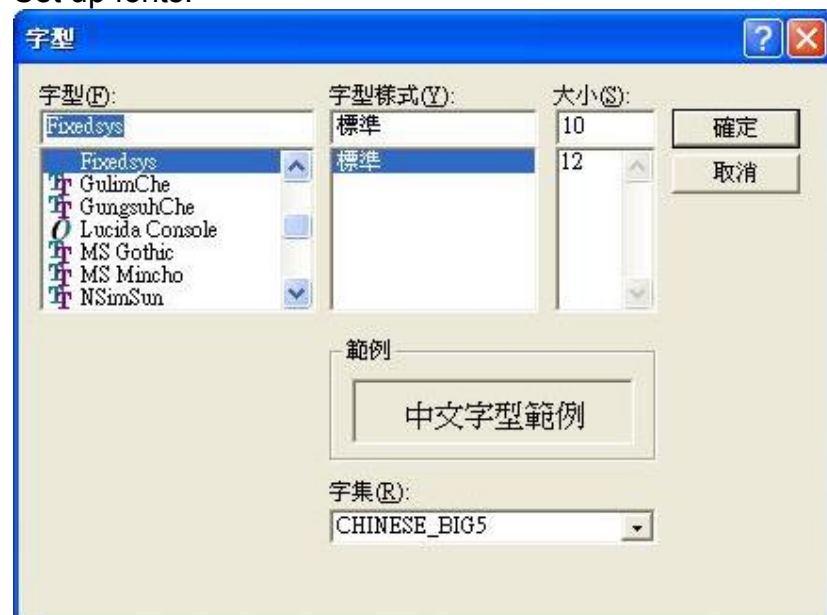 Set up fonts.
字型
字型(F):
字型樣式(Y):
大小(S):
Fixedsys
標準
10
確定
Fixedsys
標準
12
取消
GulimChe
GungsuhChe
Lucida Console
MS Gothic
MS Mincho
NSimSun
範例
中文字型範例
字集(R):
CHINESE_BIG5